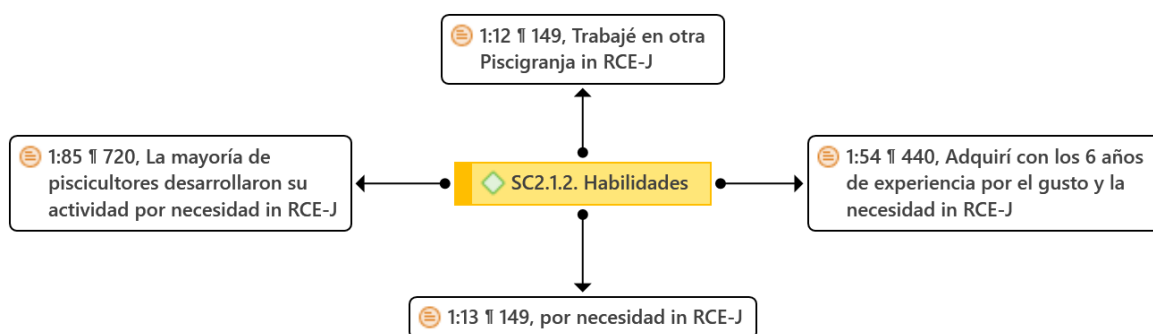 1:12 ¶ 149, Trabajé en otra
Piscigranja in RCE-J
1:85 ¶ 720, La mayoría de
piscicultores desarrollaron su
actividad por necesidad in RCE-J
SC2.1.2. Habilidades
1:54 ¶ 440, Adquirí con los 6 años
de experiencia por el gusto y la
necesidad in RCE-J
1:13 ¶ 149, por necesidad in RCE-J